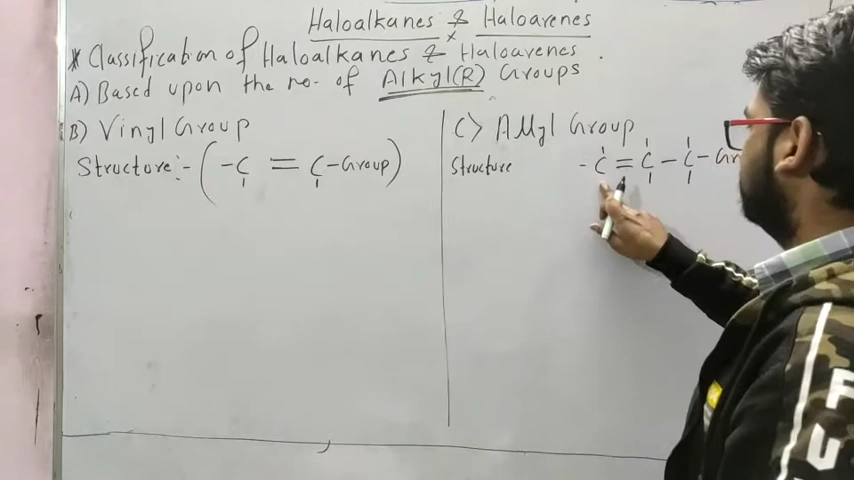 Haloalkanes & Haloarenes
* Classification of Haloalkanes & Haloarenes .
A) Based upon the no. of Alkyl(R) Groups
B) Vinyl Group
Structure:- (-C = C-Group)
C> Allyl Group
Structure -C=C-C-